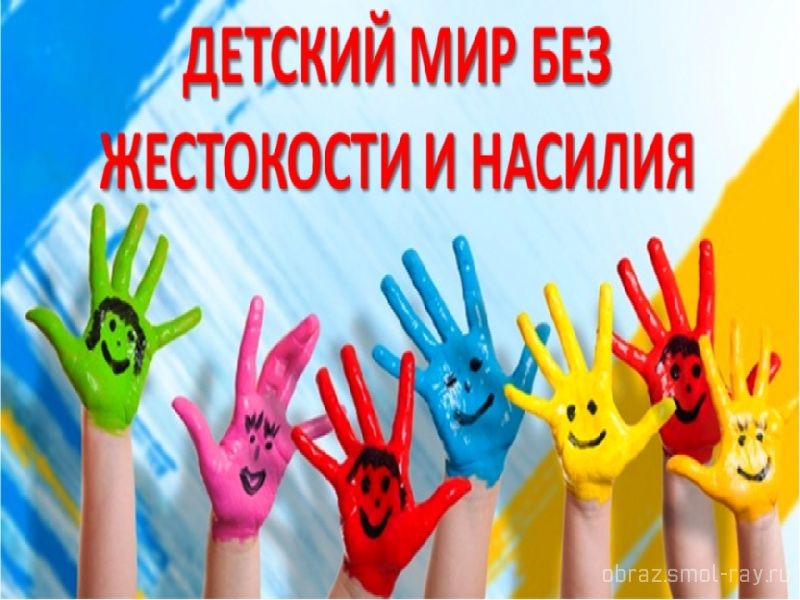 ДЕТСКИЙ МИР БЕЗ
ЖЕСТОКОСТИ И НАСИЛИЯ
obraz.smol-ray.ru